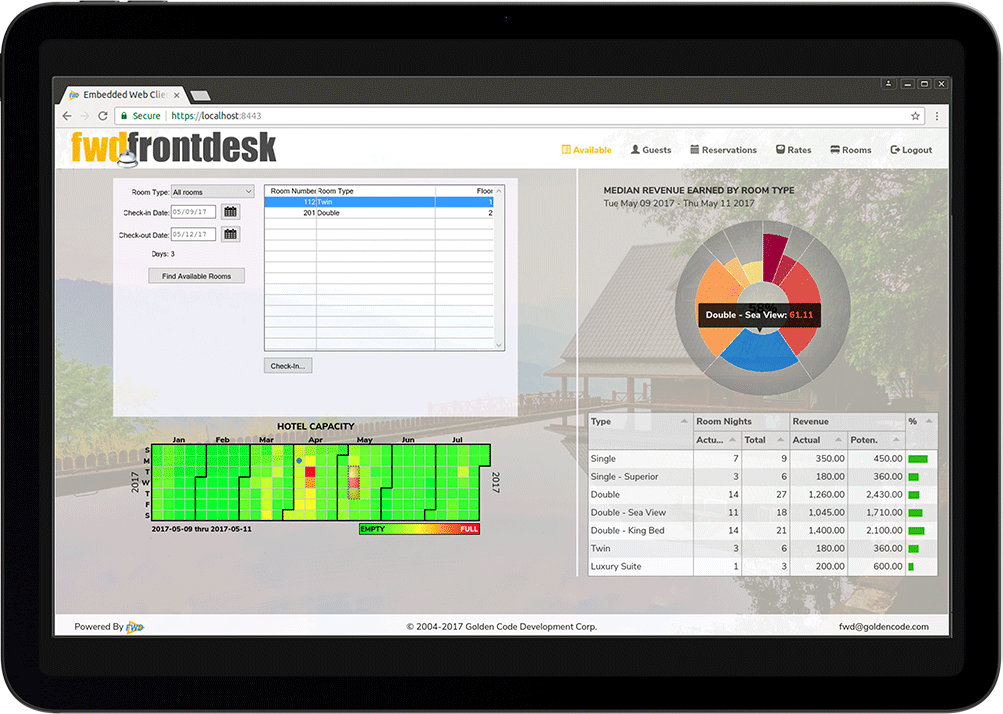 Embedded Web Clie
Secure
https://localhost:8443
fwdfrontdesk
Available
Guests
Reservations
Rates
Rooms
Logout
Room Type: All rooms
Check-in Date: 05/09/17
Check-out Date: 05/12/17
Days: 3
Find Available Rooms
Room Number Room Type Floor
112 Twin 1
201 Double 2
Check-In...
HOTEL CAPACITY
Jan Feb Mar Apr May Jun Jul
S
M
T
W
T
F
S
2017
2017
2017-05-09 thru 2017-05-11
EMPTY FULL
MEDIAN REVENUE EARNED BY ROOM TYPE
Tue May 09 2017 - Thu May 11 2017
Double - Sea View: 61.11
Type Room Nights Revenue %
Actu... Total Actual Poten.
Single 7 9 350.00 450.00
Single - Superior 3 6 180.00 360.00
Double 14 27 1,260.00 2,430.00
Double - Sea View 11 18 1,045.00 1,710.00
Double - King Bed 14 21 1,400.00 2,100.00
Twin 3 6 180.00 360.00
Luxury Suite 1 3 200.00 600.00
Powered By FWD
© 2004-2017 Golden Code Development Corp.
fwd@goldencode.com